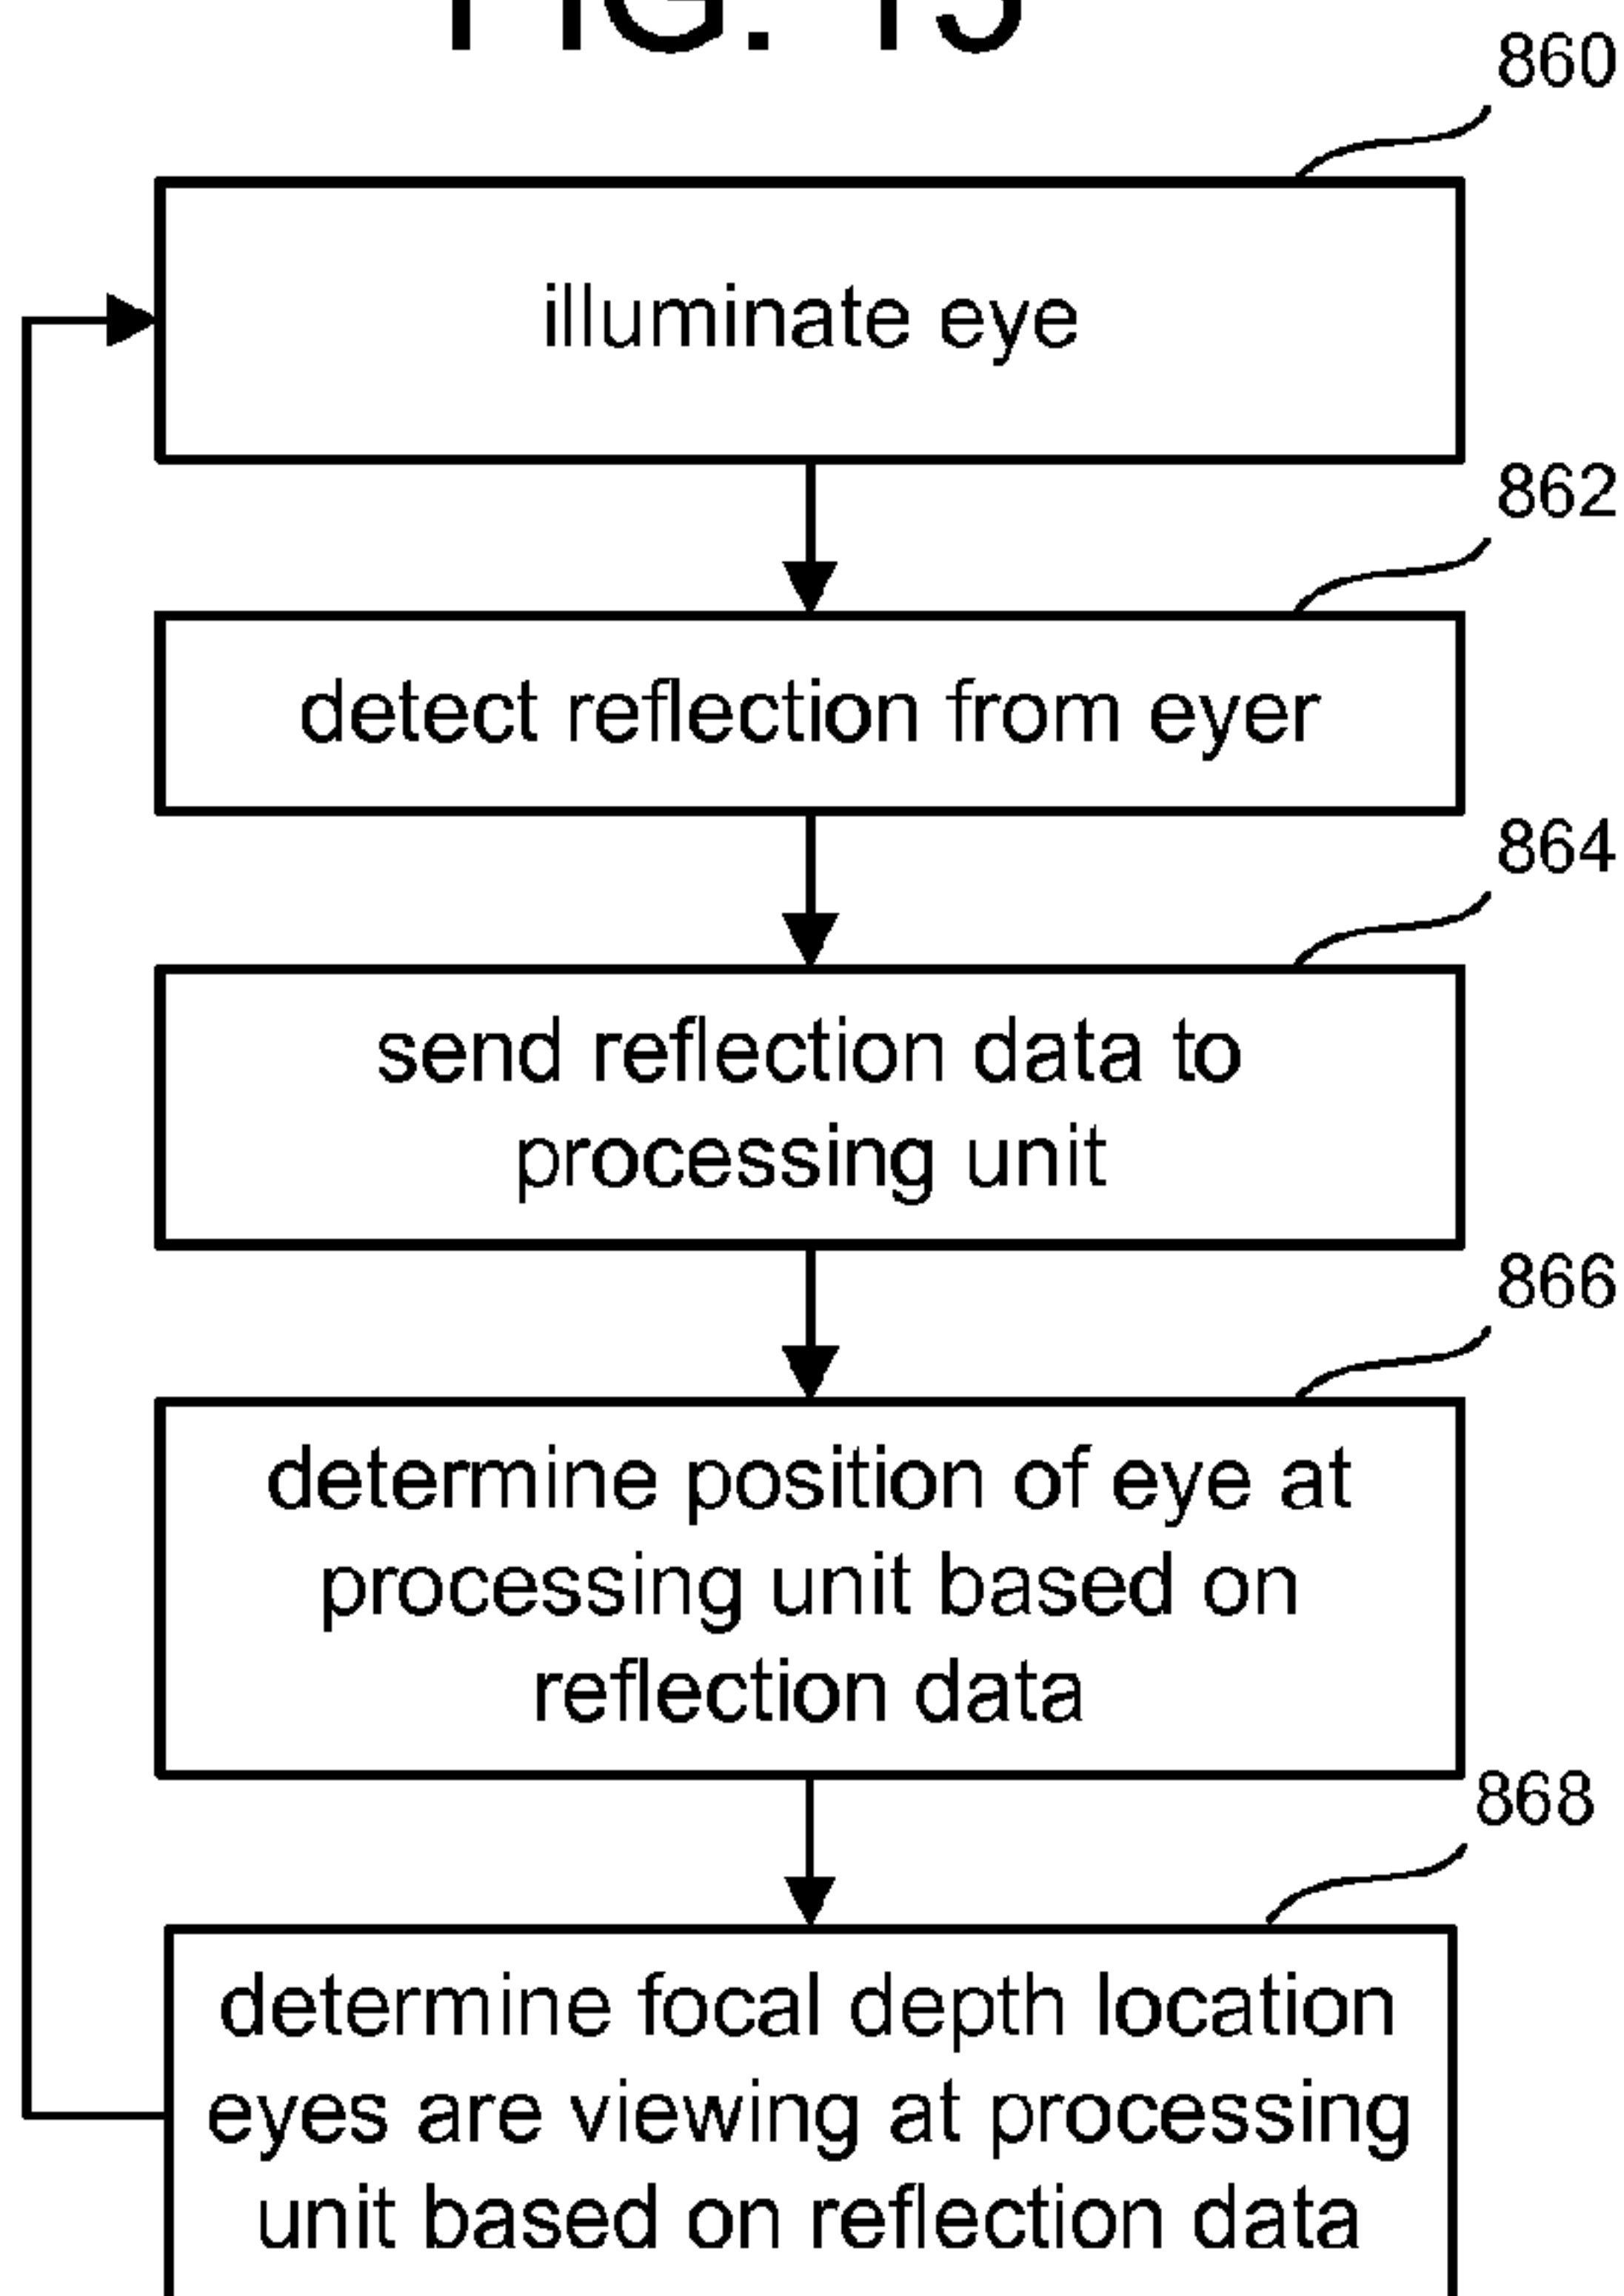 FIG.
860
illuminate eye
862
detect reflection from eyer
864
send reflection data to
processing unit
866
determine position of eye at
processing unit based on
reflection data
868
determine focal depth location
eyes are viewing at processing
unit based on reflection data